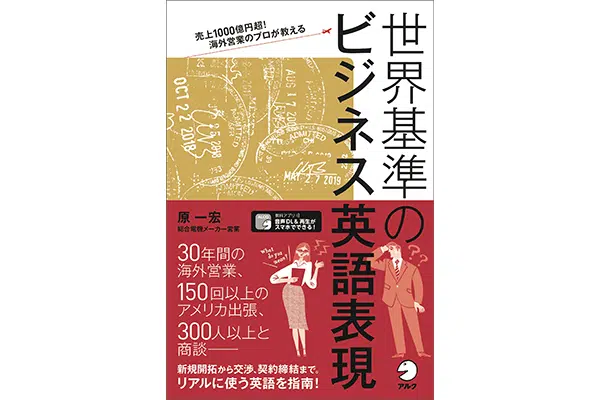 売上1000億円超!
海外営業のプロが教える
世界基準の
ビジネス英語表現
OCT 22 2018
AUG 17 2008
ADMITTED
MAY 27 2019
原 一宏
総合電機メーカー営業
無料アプリ
音声DL&再生が
スマホでできる!
30年間の
海外営業、
150回以上の
アメリカ出張、
300人以上と
商談――
What do
you mean?
???
新規開拓から交渉、契約締結まで。
リアルに使う英語を指南!
アルク